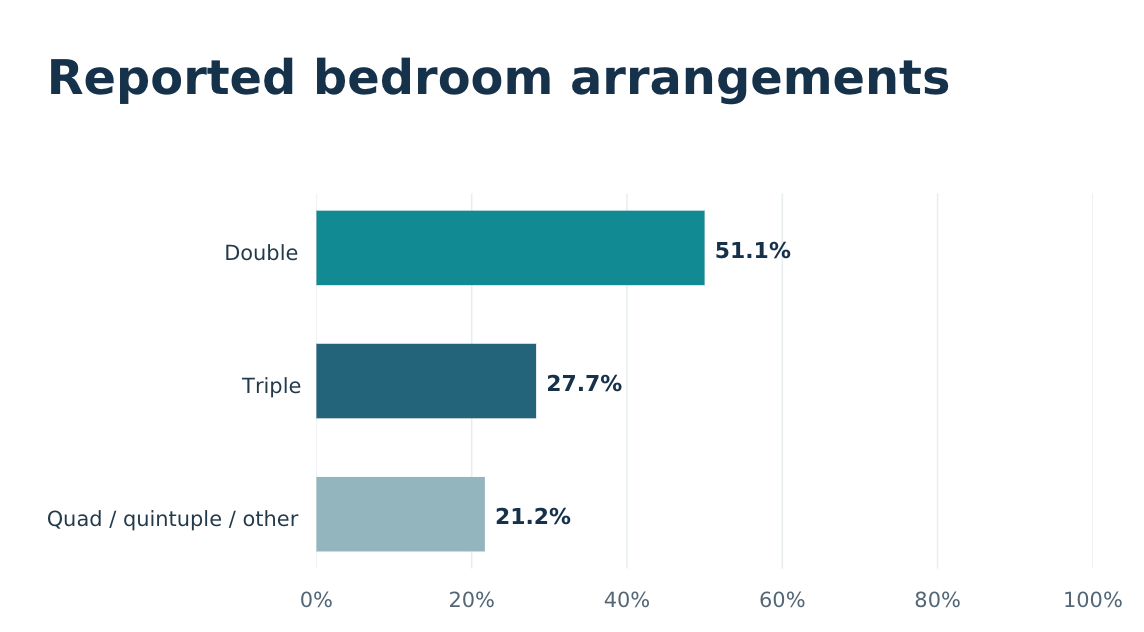 Reported bedroom arrangements
Double
51.1%
Triple
27.7%
Quad / quintuple / other
21.2%
0%
20%
40%
60%
80%
100%